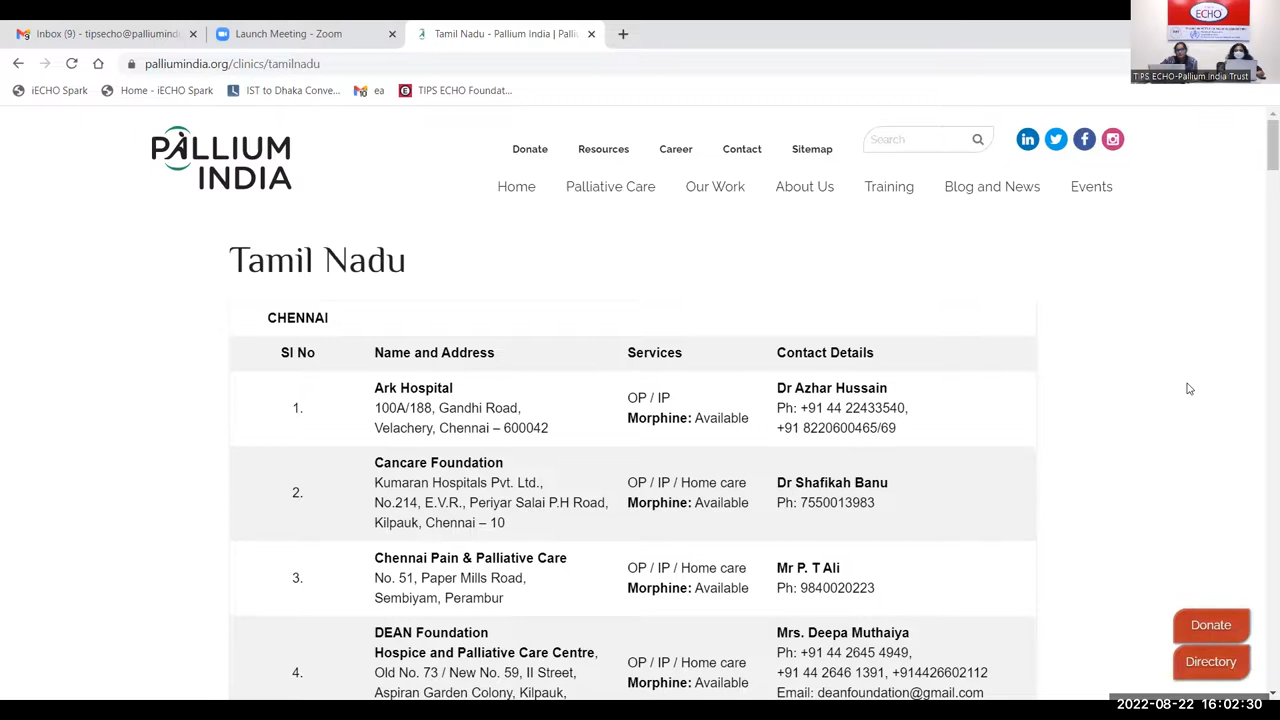 Inbox (9) - tipsecho@palliumind
Launch Meeting - Zoom
Tamil Nadu - Pallium India | Palli
palliumindia.org/clinics/tamilnadu
iECHO Spark
Home - iECHO Spark
IST to Dhaka Conve...
ea
TIPS ECHO Foundat...
ECHO
TIPS ECHO-Pallium India Trust
PALLIUM
INDIA
Donate
Resources
Career
Contact
Sitemap
Search
Home
Palliative Care
Our Work
About Us
Training
Blog and News
Events
Tamil Nadu
CHENNAI
SI No
Name and Address
Services
Contact Details
1.
Ark Hospital
100A/188, Gandhi Road,
Velachery, Chennai – 600042
OP / IP
Morphine: Available
Dr Azhar Hussain
Ph: +91 44 22433540,
+91 8220600465/69
2.
Cancare Foundation
Kumaran Hospitals Pvt. Ltd.,
No.214, E.V.R., Periyar Salai P.H Road,
Kilpauk, Chennai – 10
OP / IP / Home care
Morphine: Available
Dr Shafikah Banu
Ph: 7550013983
3.
Chennai Pain & Palliative Care
No. 51, Paper Mills Road,
Sembiyam, Perambur
OP / IP / Home care
Morphine: Available
Mr P. T Ali
Ph: 9840020223
4.
DEAN Foundation
Hospice and Palliative Care Centre,
Old No. 73 / New No. 59, II Street,
Aspiran Garden Colony, Kilpauk,
OP / IP / Home care
Morphine: Available
Mrs. Deepa Muthaiya
Ph: +91 44 2645 4949,
+91 44 2646 1391, +914426602112
Email: deanfoundation@gmail.com
Donate
Directory
2022-08-22 16:02:30